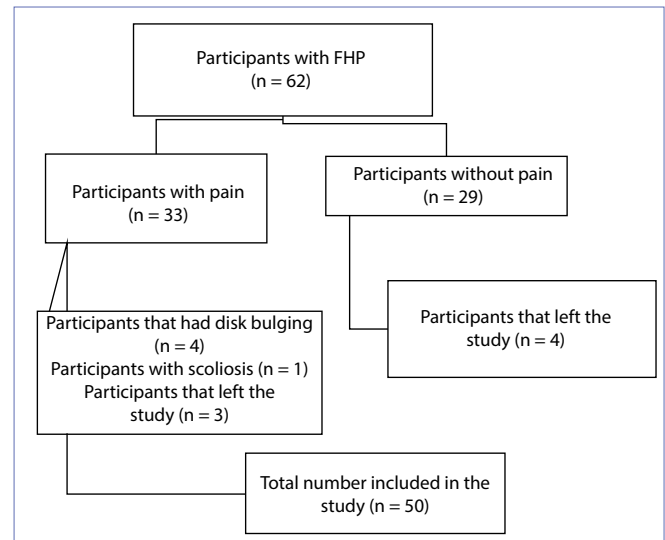 Participants with FHP
(n = 62)
Participants with pain
(n = 33)
Participants without pain
(n = 29)
Participants that had disk bulging
(n = 4)
Participants with scoliosis (n = 1)
Participants that left the
study (n = 3)
Participants that left the
study (n = 4)
Total number included in the
study (n = 50)